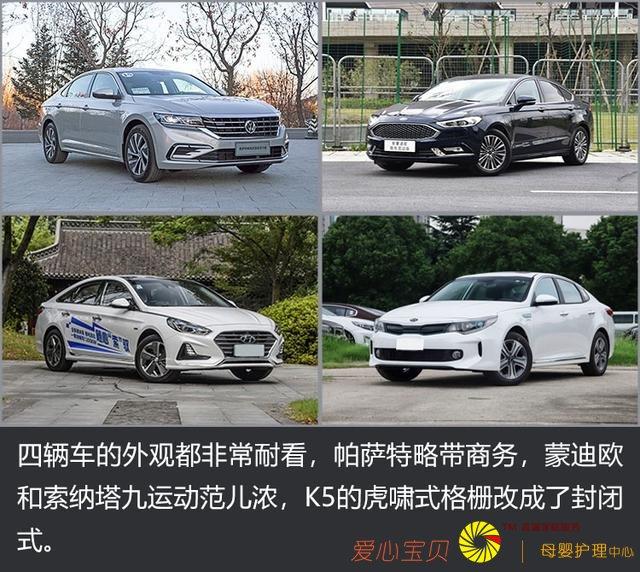 四辆车的外观都非常耐看，帕萨特略带商务，蒙迪欧
和索纳塔九运动范儿浓，K5的虎啸式格栅改成了封闭
式。
TM
爱心宝贝
母婴护理中心